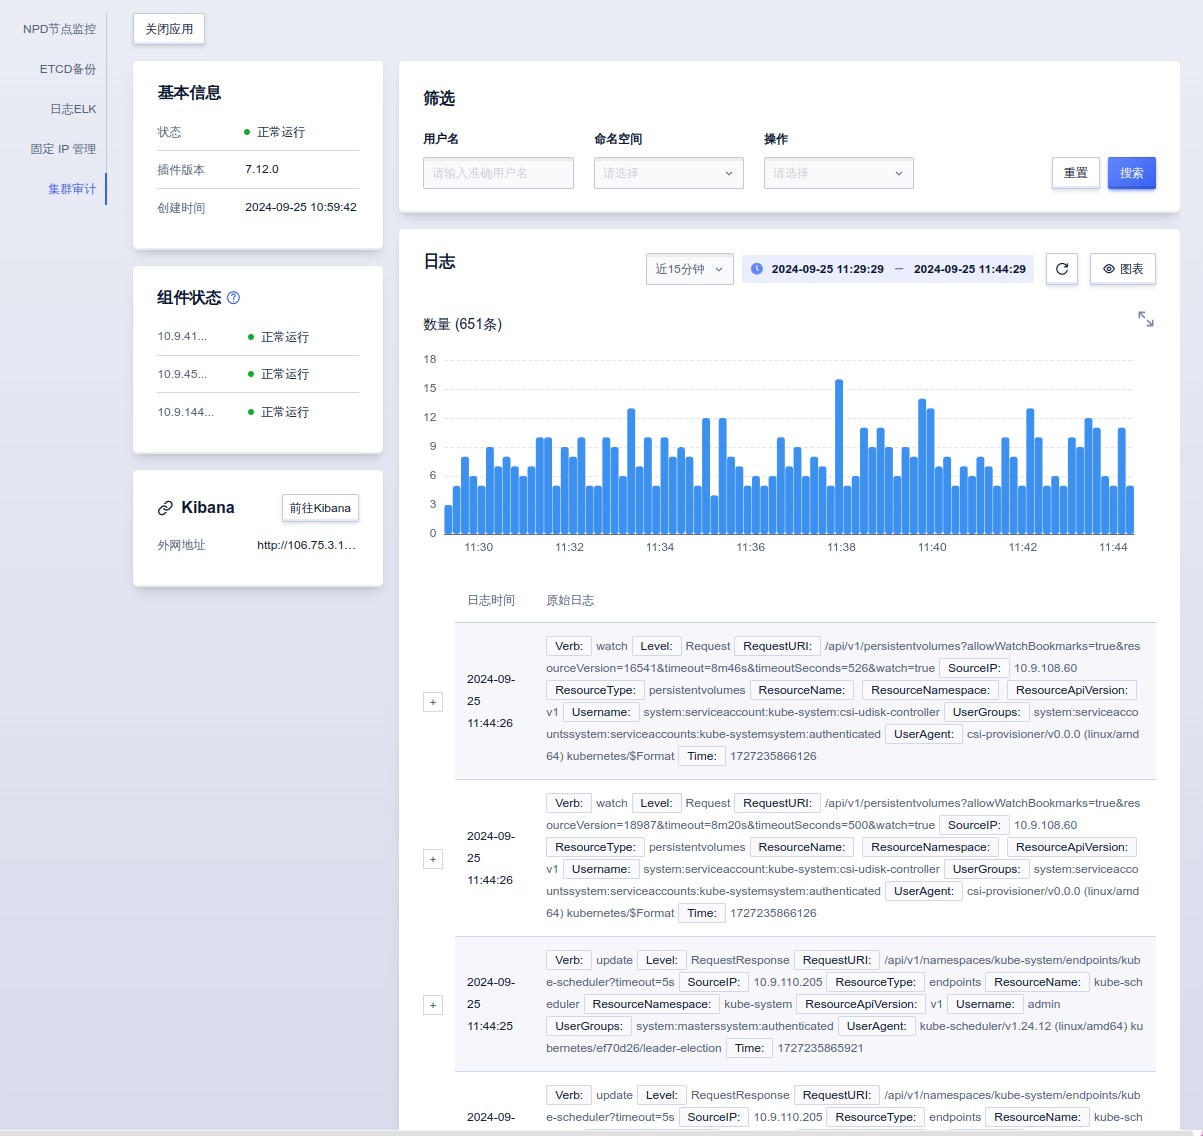 NPD节点监控
ETCD备份
日志ELK
固定 IP 管理
集群审计
关闭应用
基本信息
状态 正常运行
插件版本 7.12.0
创建时间 2024-09-25 10:59:42
组件状态
10.9.41... 正常运行
10.9.45... 正常运行
10.9.144... 正常运行
Kibana 前往Kibana
外网地址 http://106.75.3.1...
筛选
用户名 命名空间 操作
请输入准确用户名 请选择 请选择 重置 搜索
日志 近15分钟 2024-09-25 11:29:29 – 2024-09-25 11:44:29 图表
数量 (651条)
18
15
12
9
6
3
0
11:30 11:32 11:34 11:36 11:38 11:40 11:42 11:44
日志时间 原始日志
+
2024-09-
25
11:44:26
Verb: watch Level: Request RequestURI: /api/v1/persistentvolumes?allowWatchBookmarks=true&res
ourceVersion=16541&timeout=8m46s&timeoutSeconds=526&watch=true SourceIP: 10.9.108.60
ResourceType: persistentvolumes ResourceName: ResourceNamespace: ResourceApiVersion:
v1 Username: system:serviceaccount:kube-system:csi-udisk-controller UserGroups: system:serviceacco
untssystem:serviceaccounts:kube-systemsystem:authenticated UserAgent: csi-provisioner/v0.0.0 (linux/amd
64) kubernetes/$Format Time: 1727235866126
+
2024-09-
25
11:44:26
Verb: watch Level: Request RequestURI: /api/v1/persistentvolumes?allowWatchBookmarks=true&res
ourceVersion=18987&timeout=8m20s&timeoutSeconds=500&watch=true SourceIP: 10.9.108.60
ResourceType: persistentvolumes ResourceName: ResourceNamespace: ResourceApiVersion:
v1 Username: system:serviceaccount:kube-system:csi-udisk-controller UserGroups: system:serviceacco
untssystem:serviceaccounts:kube-systemsystem:authenticated UserAgent: csi-provisioner/v0.0.0 (linux/amd
64) kubernetes/$Format Time: 1727235866126
+
2024-09-
25
11:44:25
Verb: update Level: RequestResponse RequestURI: /api/v1/namespaces/kube-system/endpoints/kub
e-scheduler?timeout=5s SourceIP: 10.9.110.205 ResourceType: endpoints ResourceName: kube-sch
eduler ResourceNamespace: kube-system ResourceApiVersion: v1 Username: admin
UserGroups: system:masterssystem:authenticated UserAgent: kube-scheduler/v1.24.12 (linux/amd64) ku
bernetes/ef70d26/leader-election Time: 1727235865921
2024-09-
Verb: update Level: RequestResponse RequestURI: /api/v1/namespaces/kube-system/endpoints/kub
e-scheduler?timeout=5s SourceIP: 10.9.110.205 ResourceType: endpoints ResourceName: kube-sch